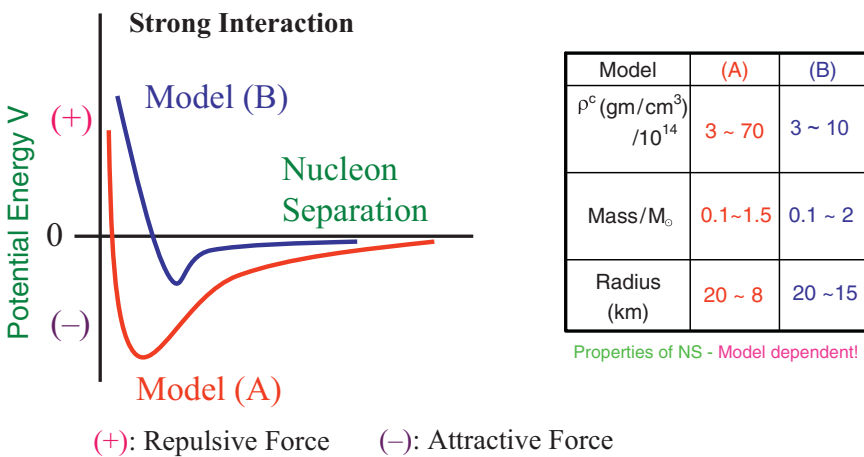 Strong Interaction
Potential Energy V
(+)
0
(–)
Model (B)
Nucleon
Separation
Model (A)
(+): Repulsive Force (–): Attractive Force
Model (A) (B)
ρᶜ (gm/cm³)
/10¹⁴ 3 ~ 70 3 ~ 10
Mass/M☉ 0.1~1.5 0.1 ~ 2
Radius
(km) 20 ~ 8 20 ~15
Properties of NS - Model dependent!